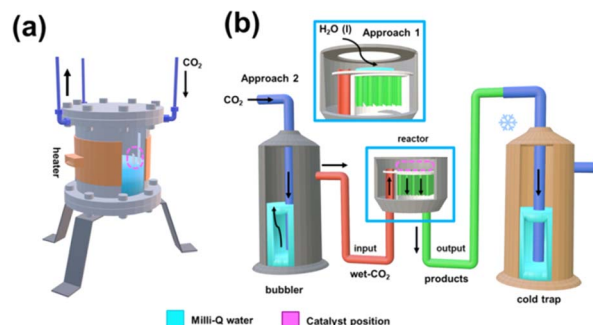 (a)
CO₂
heater
(b)
H₂O (l)
Approach 1
Approach 2
CO₂
reactor
input
output
wet-CO₂
products
bubbler
cold trap
Milli-Q water
Catalyst position